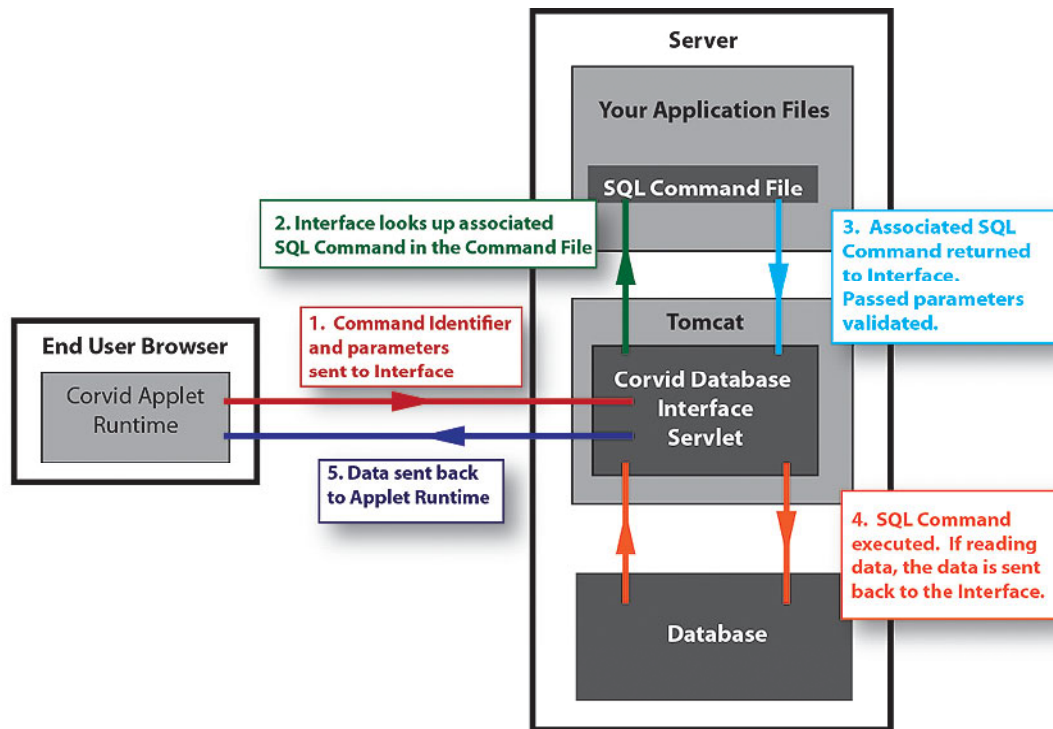 Server
Your Application Files
SQL Command File
2. Interface looks up associated
SQL Command in the Command File
3.  Associated SQL
Command returned
to Interface.
Passed parameters
validated.
Tomcat
1.  Command Identifier
and parameters
sent to Interface
End User Browser
Corvid Applet
Runtime
Corvid Database
Interface
Servlet
5. Data sent back
to Applet Runtime
4.  SQL Command
executed.  If reading
data, the data is sent
back to the Interface.
Database